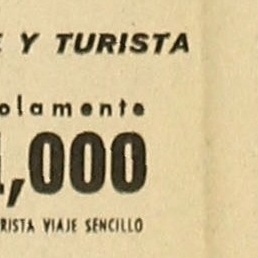 Y TURISTA
olamente
,000
RISTA VIAJE SENCILLO